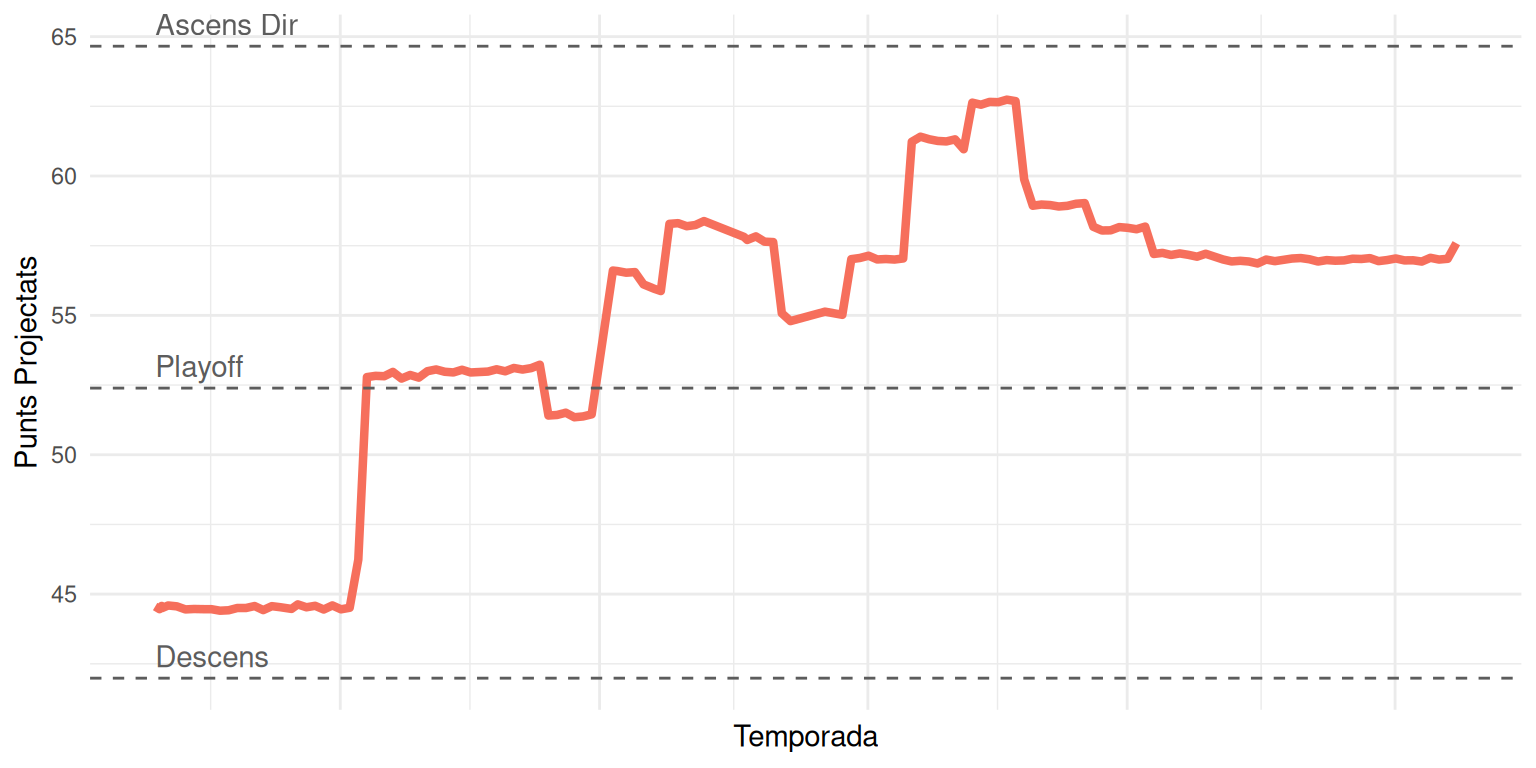 Ascens Dir
65
60
55
Playoff
50
45
Descens
Punts Projectats
Temporada